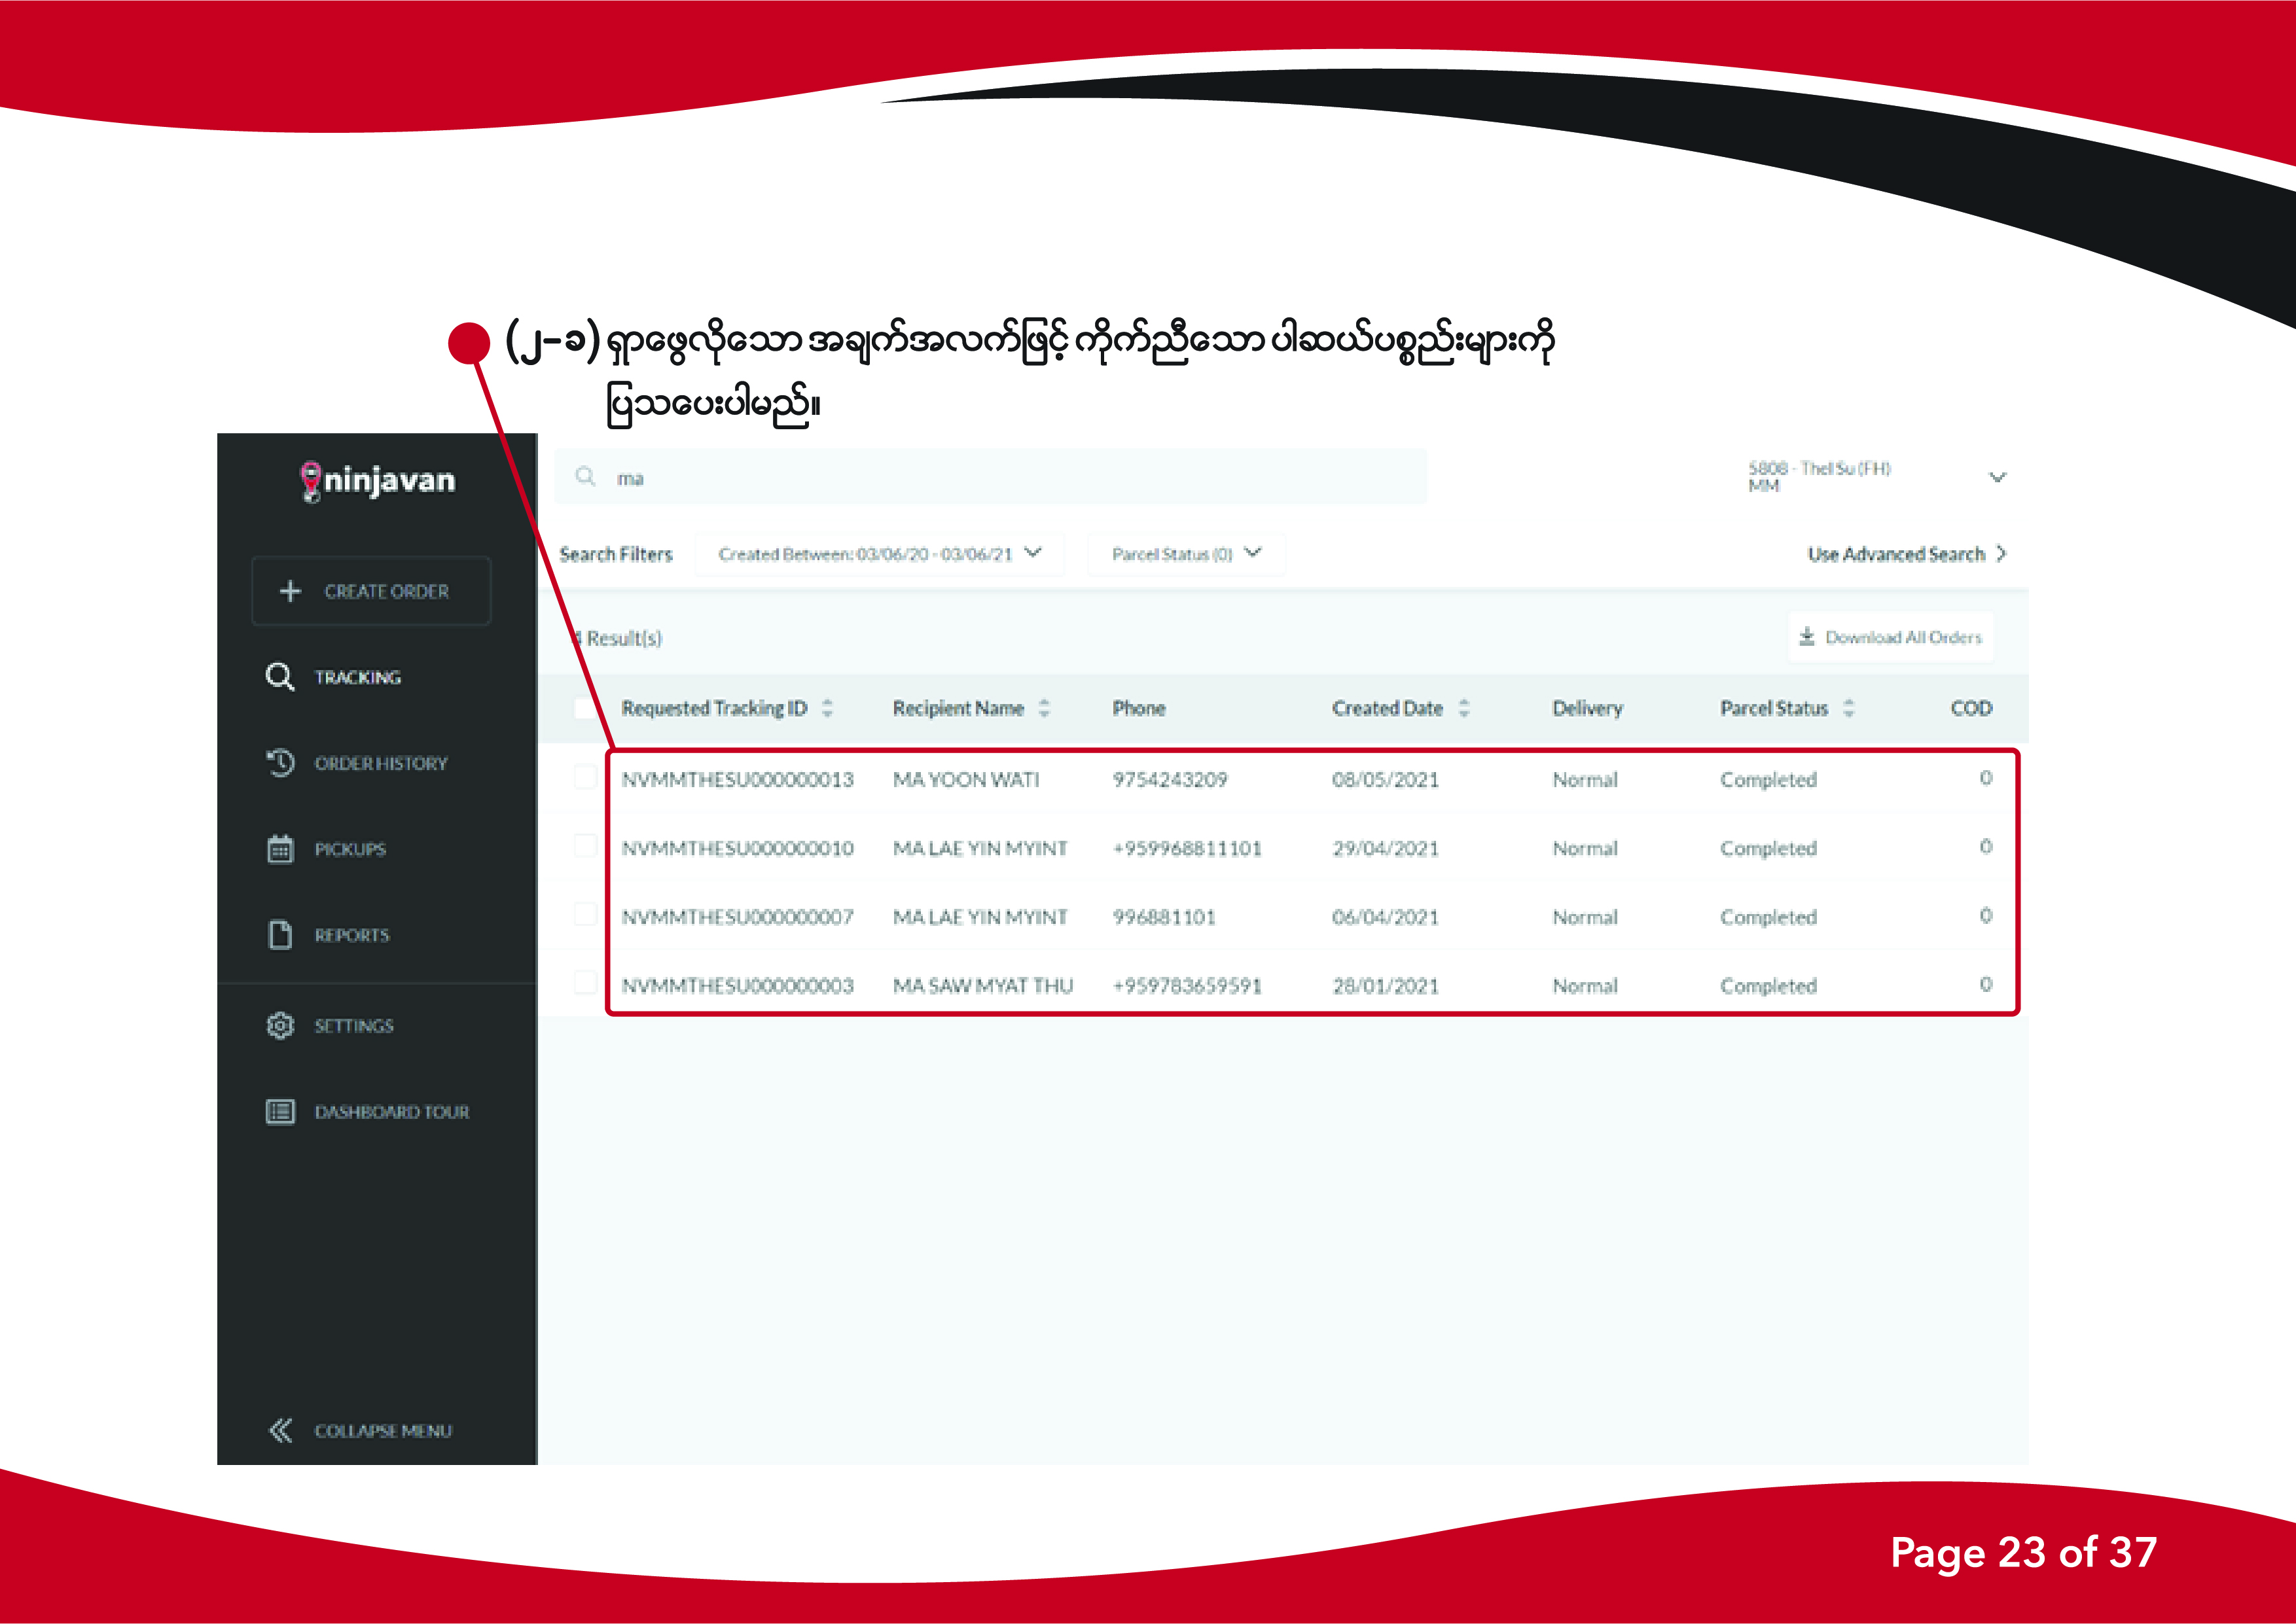 (၂-ခ) ရှာဖွေလိုသော အချက်အလက်ဖြင့် ကိုက်ညီသော ပါဆယ်ပစ္စည်းများကို
ပြသပေးပါမည်။
ninjavan
ma
5808 - Thel Su (FH)
MM
Search Filters Created Between: 03/06/20 - 03/06/21 Parcel Status (0) Use Advanced Search
CREATE ORDER
4 Result(s) Download All Orders
TRACKING
Requested Tracking ID Recipient Name Phone Created Date Delivery Parcel Status COD
ORDER HISTORY
NVMMTHESU000000013 MA YOON WATI 9754243209 08/05/2021 Normal Completed 0
PICKUPS
NVMMTHESU000000010 MA LAE YIN MYINT +959968811101 29/04/2021 Normal Completed 0
REPORTS
NVMMTHESU000000007 MA LAE YIN MYINT 996881101 06/04/2021 Normal Completed 0
NVMMTHESU000000003 MA SAW MYAT THU +959783659591 28/01/2021 Normal Completed 0
SETTINGS
DASHBOARD TOUR
COLLAPSE MENU
Page 23 of 37